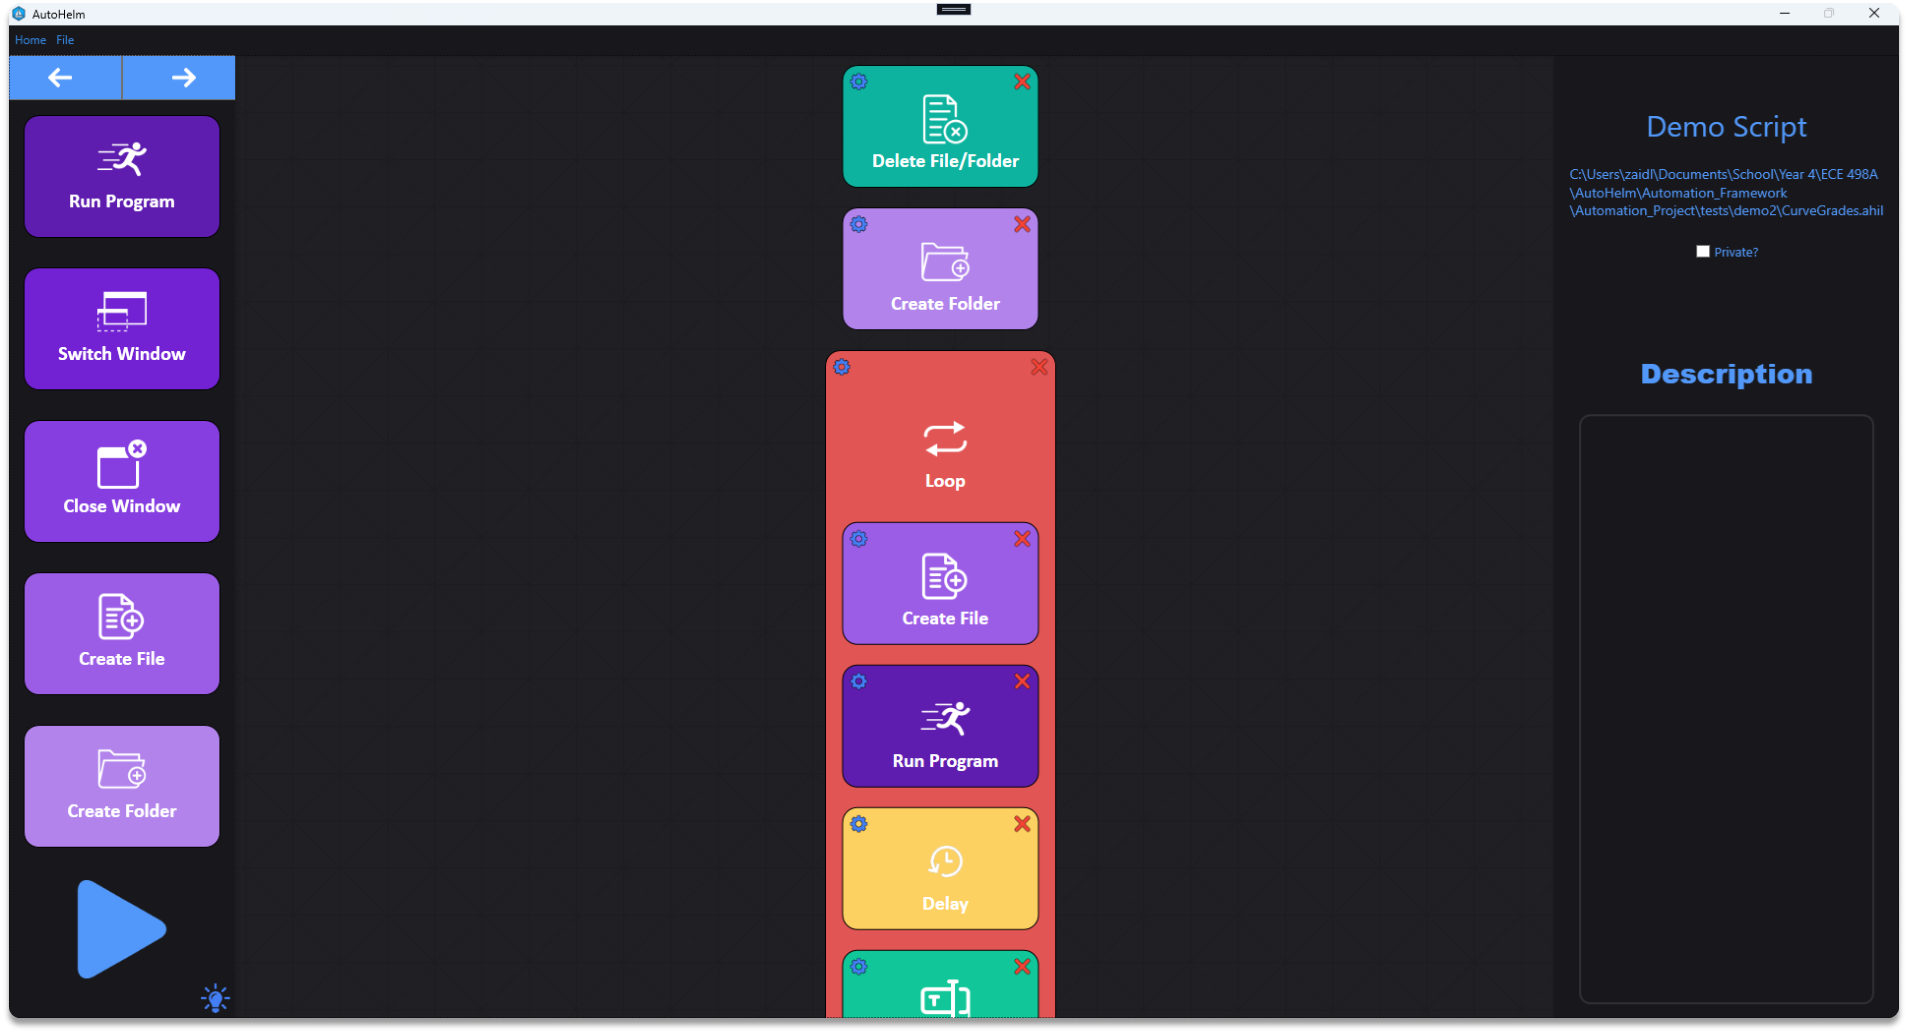 AutoHelm
Home File
Run Program
Switch Window
Close Window
Create File
Create Folder
Delete File/Folder
Create Folder
Loop
Create File
Run Program
Delay
T
Demo Script
C:\Users\zaidl\Documents\School\Year 4\ECE 498A
\AutoHelm\Automation_Framework
\Automation_Project\tests\demo2\CurveGrades.ahil
Private?
Description